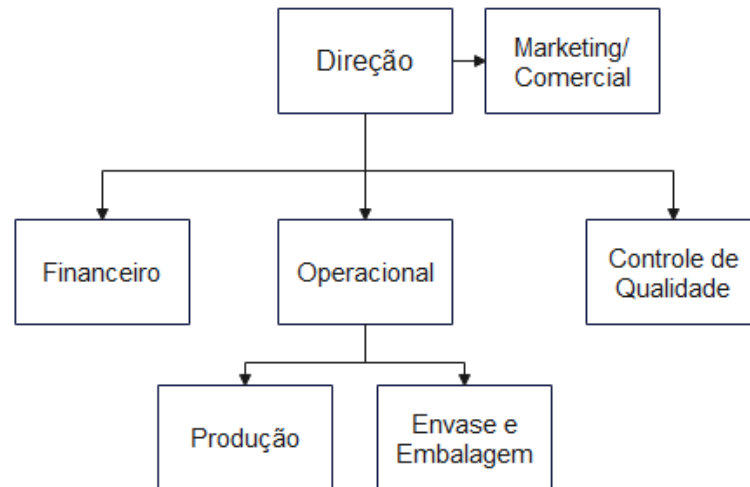 Direção
Marketing/
Comercial
Financeiro
Operacional
Controle de
Qualidade
Produção
Envase e
Embalagem